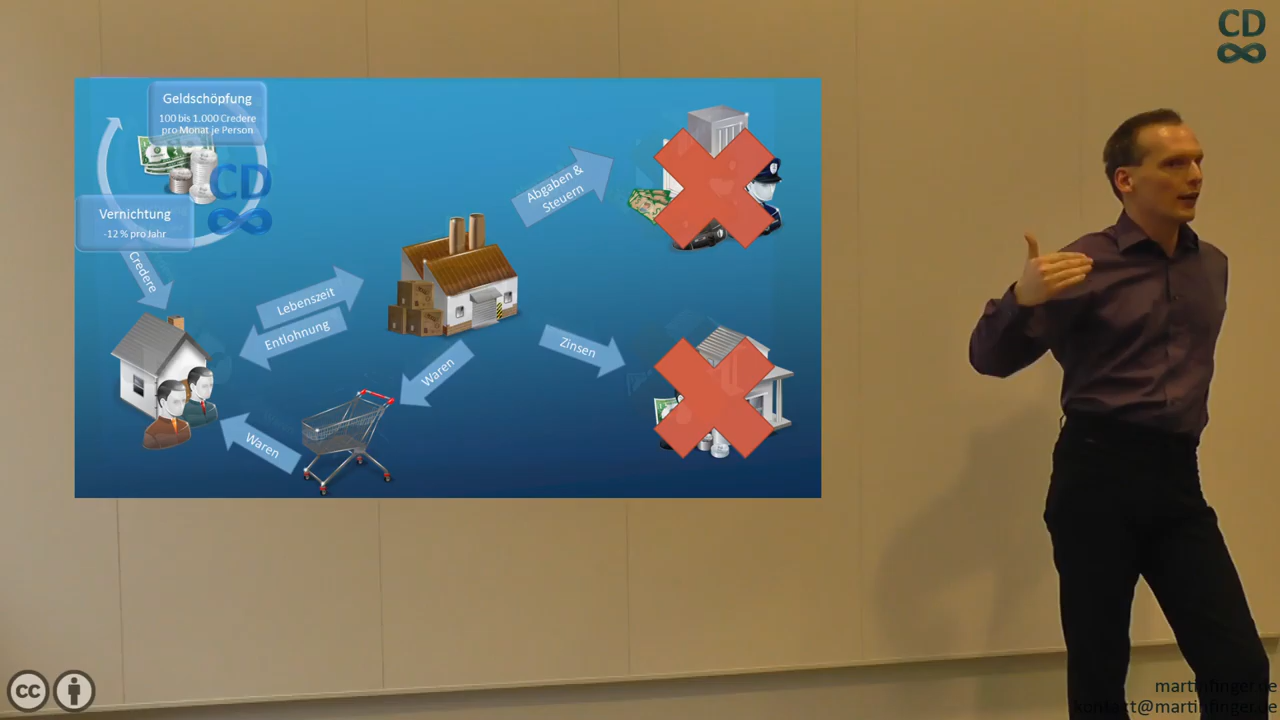 CD
Geldschöpfung
100 bis 1.000 Credere
pro Monat je Person
CD
Vernichtung
-12 % pro Jahr
Credere
Abgaben &
Steuern
Lebenszeit
Entlohnung
Zinsen
Waren
Waren
cc
martinfinger.de
kontakt@martinfinger.de